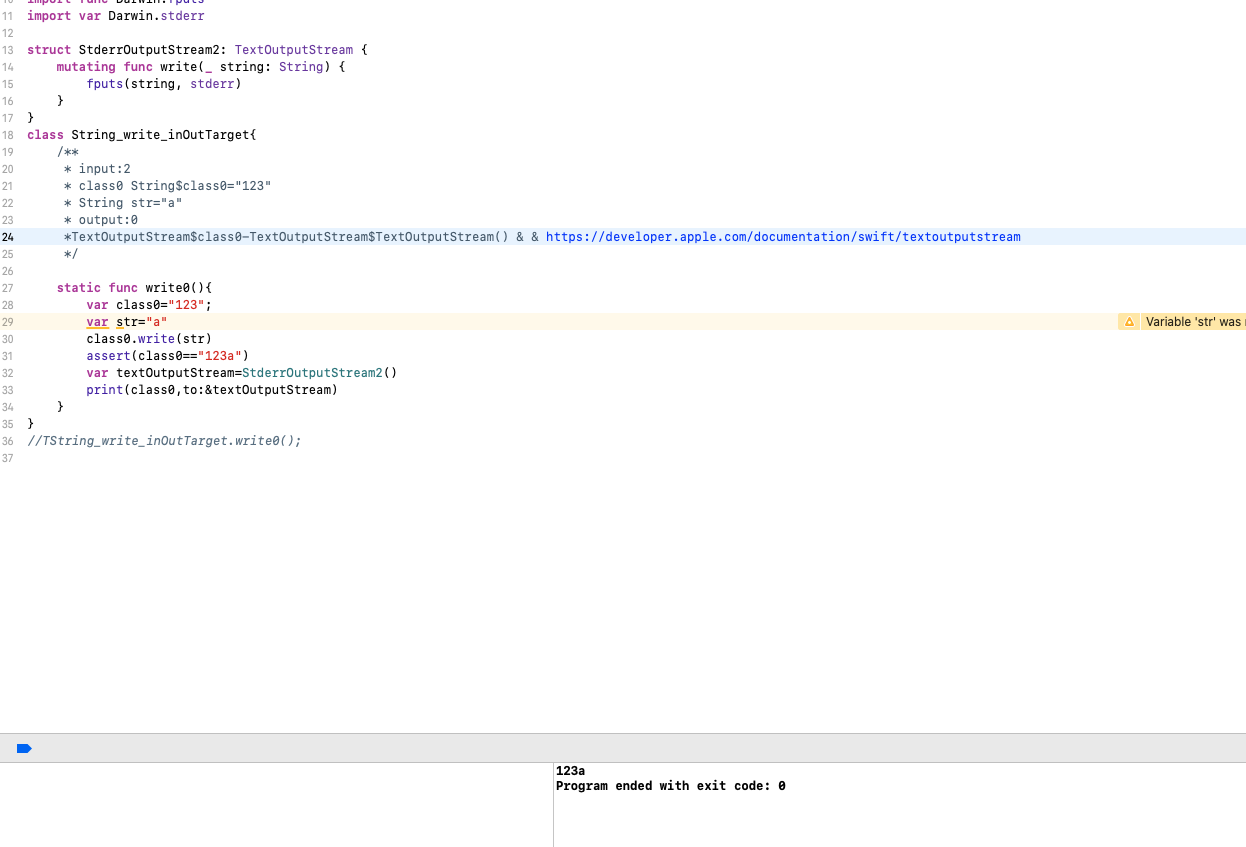 11 import var Darwin.stderr
12
13 struct StderrOutputStream2: TextOutputStream {
14     mutating func write(_ string: String) {
15         fputs(string, stderr)
16     }
17 }
18 class String_write_inOutTarget{
19     /**
20      * input:2
21      * class0 String$class0="123"
22      * String str="a"
23      * output:0
24      *TextOutputStream$class0-TextOutputStream$TextOutputStream() & & https://developer.apple.com/documentation/swift/textoutputstream
25      */
26
27     static func write0(){
28         var class0="123";
29         var str="a" Variable 'str' was
30         class0.write(str)
31         assert(class0=="123a")
32         var textOutputStream=StderrOutputStream2()
33         print(class0,to:&textOutputStream)
34     }
35 }
36 //TString_write_inOutTarget.write0();
37
123a
Program ended with exit code: 0